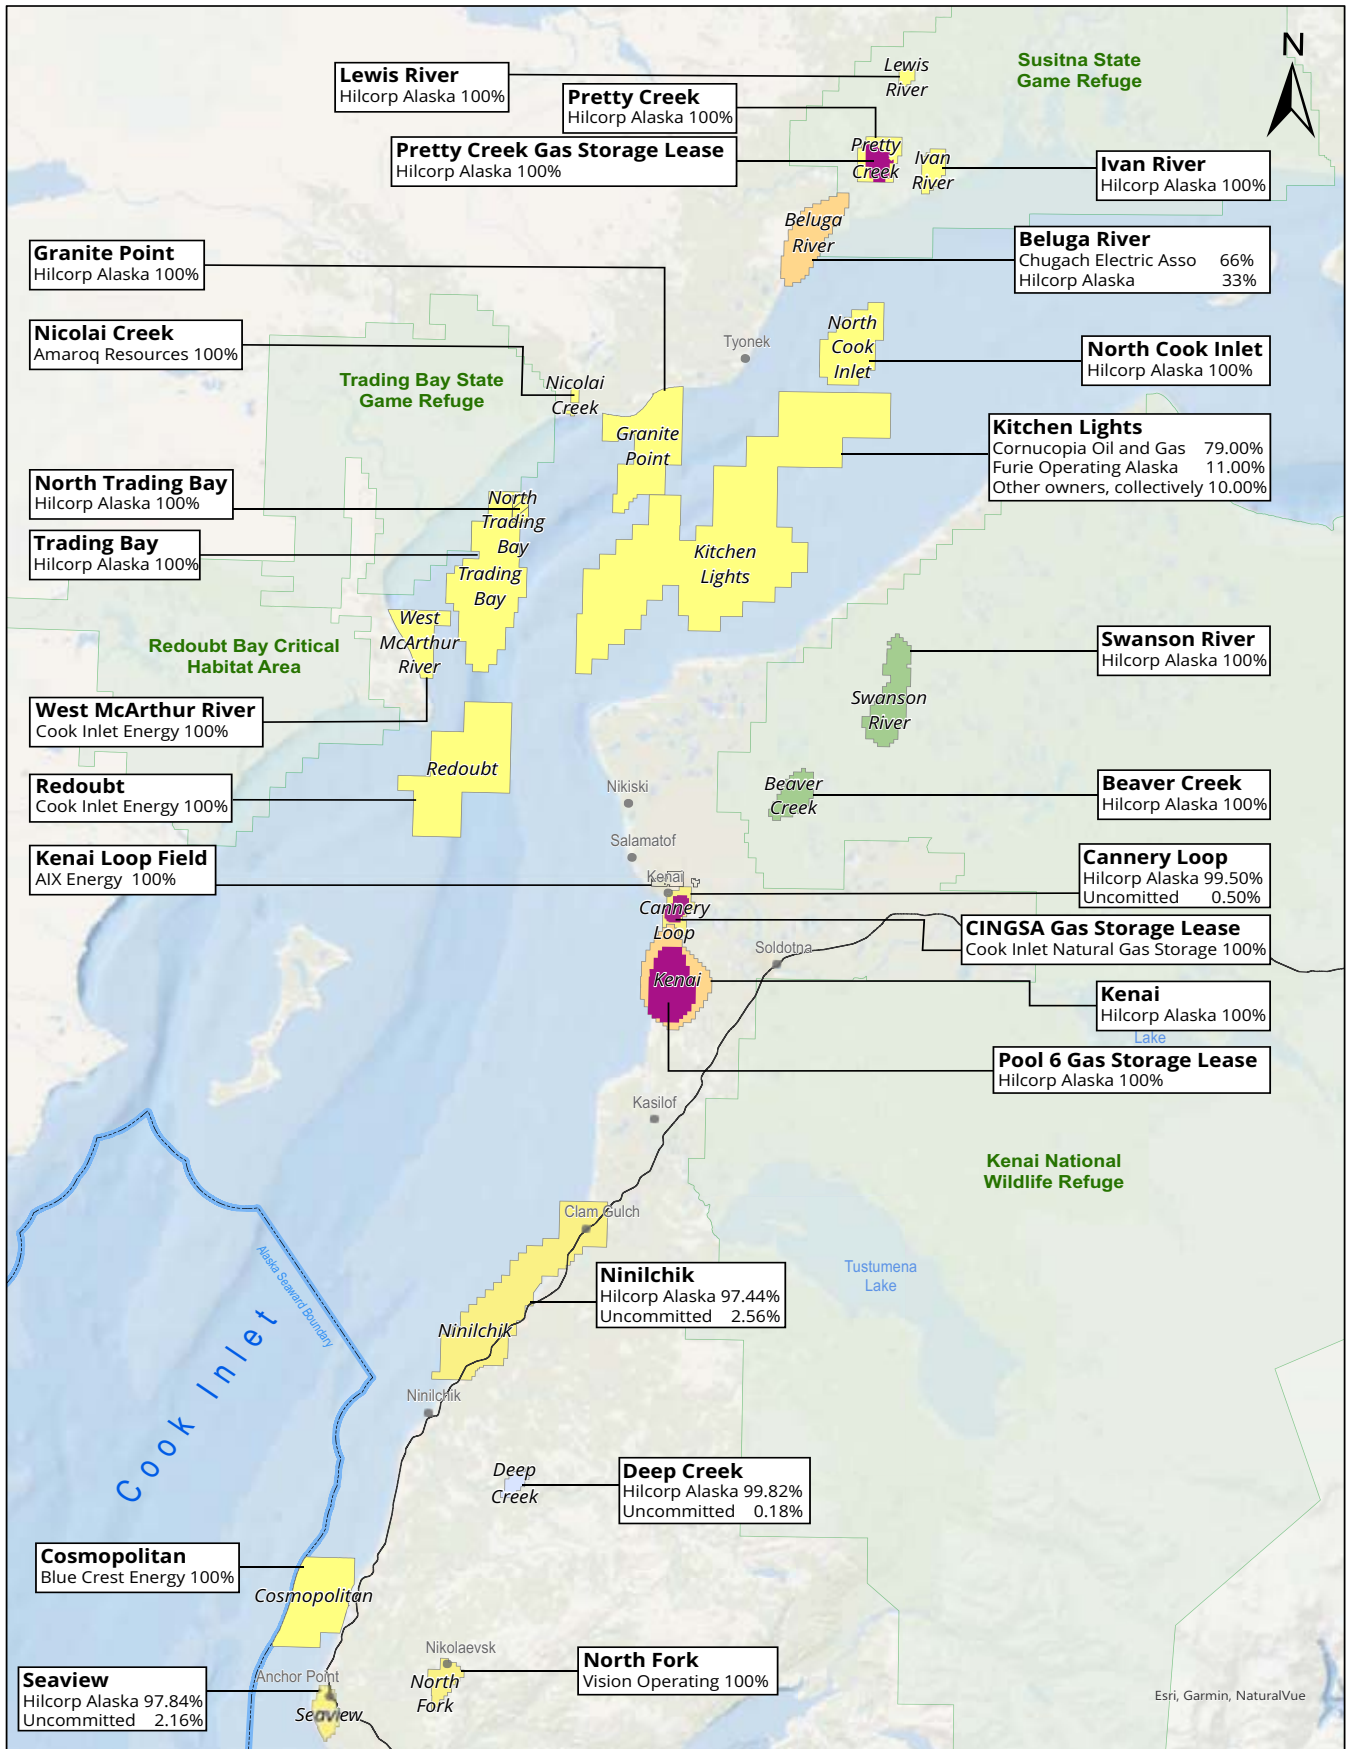 N
Susitna State
Game Refuge
Lewis River
Hilcorp Alaska 100%
Lewis
River
Pretty Creek
Hilcorp Alaska 100%
Pretty Creek Gas Storage Lease
Hilcorp Alaska 100%
Pretty
Creek
Ivan
River
Ivan River
Hilcorp Alaska 100%
Beluga
River
Beluga River
Chugach Electric Asso 66%
Hilcorp Alaska 33%
Granite Point
Hilcorp Alaska 100%
Nicolai Creek
Amaroq Resources 100%
Trading Bay State
Game Refuge
Nicolai
Creek
Tyonek
North
Cook
Inlet
North Cook Inlet
Hilcorp Alaska 100%
Granite
Point
Kitchen Lights
Cornucopia Oil and Gas 79.00%
Furie Operating Alaska 11.00%
Other owners, collectively 10.00%
North Trading Bay
Hilcorp Alaska 100%
North
Trading
Bay
Trading Bay
Hilcorp Alaska 100%
Trading
Bay
Kitchen
Lights
West
McArthur
River
Redoubt Bay Critical
Habitat Area
Swanson River
Hilcorp Alaska 100%
Swanson
River
West McArthur River
Cook Inlet Energy 100%
Redoubt
Redoubt
Cook Inlet Energy 100%
Nikiski
Beaver
Creek
Beaver Creek
Hilcorp Alaska 100%
Salamatof
Kenai Loop Field
AIX Energy 100%
Kenai
Cannery
Loop
Cannery Loop
Hilcorp Alaska 99.50%
Uncomitted 0.50%
CINGSA Gas Storage Lease
Cook Inlet Natural Gas Storage 100%
Soldotna
Kenai
Kenai
Hilcorp Alaska 100%
Lake
Pool 6 Gas Storage Lease
Hilcorp Alaska 100%
Kasilof
Kenai National
Wildlife Refuge
Clam Gulch
Tustumena
Lake
Alaska Seaward Boundary
Cook Inlet
Ninilchik
Hilcorp Alaska 97.44%
Uncommitted 2.56%
Ninilchik
Ninilchik
Deep
Creek
Deep Creek
Hilcorp Alaska 99.82%
Uncommitted 0.18%
Cosmopolitan
Blue Crest Energy 100%
Cosmopolitan
Nikolaevsk
North
Fork
North Fork
Vision Operating 100%
Seaview
Hilcorp Alaska 97.84%
Uncommitted 2.16%
Anchor Point
Seaview
Esri, Garmin, NaturalVue